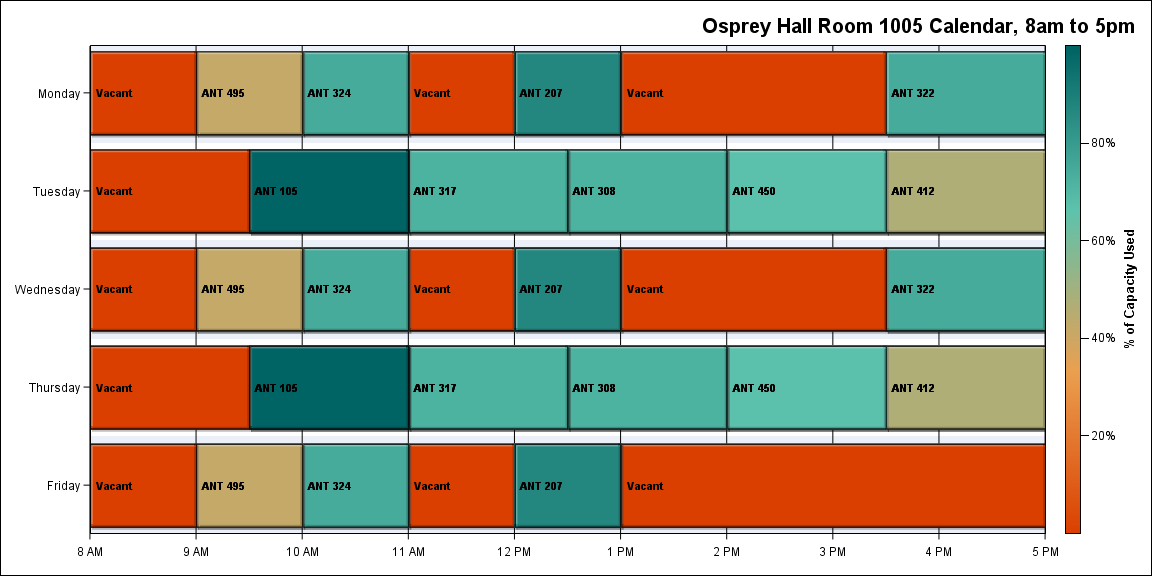 Osprey Hall Room 1005 Calendar, 8am to 5pm
Monday Vacant ANT 495 ANT 324 Vacant ANT 207 Vacant ANT 322
80%
Tuesday Vacant ANT 105 ANT 317 ANT 308 ANT 450 ANT 412
60%
Wednesday Vacant ANT 495 ANT 324 Vacant ANT 207 Vacant ANT 322
% of Capacity Used
40%
Thursday Vacant ANT 105 ANT 317 ANT 308 ANT 450 ANT 412
20%
Friday Vacant ANT 495 ANT 324 Vacant ANT 207 Vacant
8 AM 9 AM 10 AM 11 AM 12 PM 1 PM 2 PM 3 PM 4 PM 5 PM